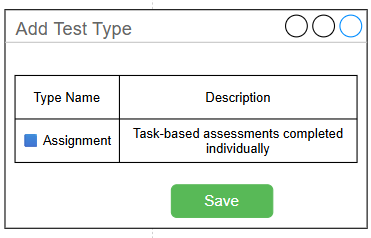 Add Test Type
Type Name
Description
Assignment
Task-based assessments completed
individually
Save